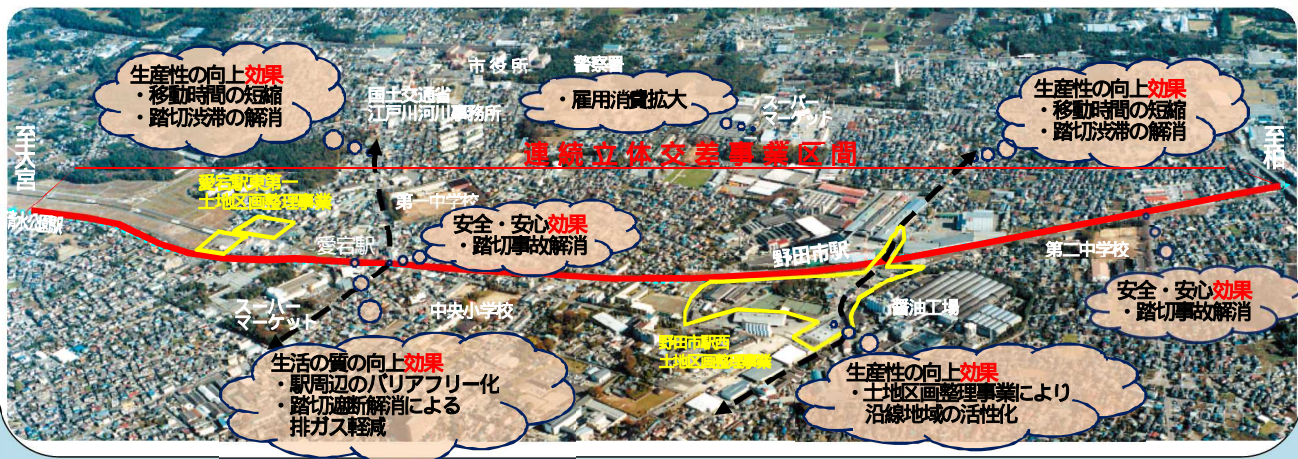 市役所
警察署
生産性の向上効果
・移動時間の短縮
・踏切渋滞の解消
国土交通省
江戸川河川事務所
・雇用消費拡大
スーパー
マーケット
生産性の向上効果
・移動時間の短縮
・踏切渋滞の解消
至大宮
連続立体交差事業区間
至柏
愛宕駅東第一
土地区画整理事業
第一中学校
清水公園駅
安全・安心効果
・踏切事故解消
愛宕駅
野田市駅
第二中学校
スーパー
マーケット
中央小学校
醤油工場
安全・安心効果
・踏切事故解消
野田市駅西
土地区画整理事業
生活の質の向上効果
・駅周辺のバリアフリー化
・踏切遮断解消による
排ガス軽減
生産性の向上効果
・土地区画整理事業により
沿線地域の活性化